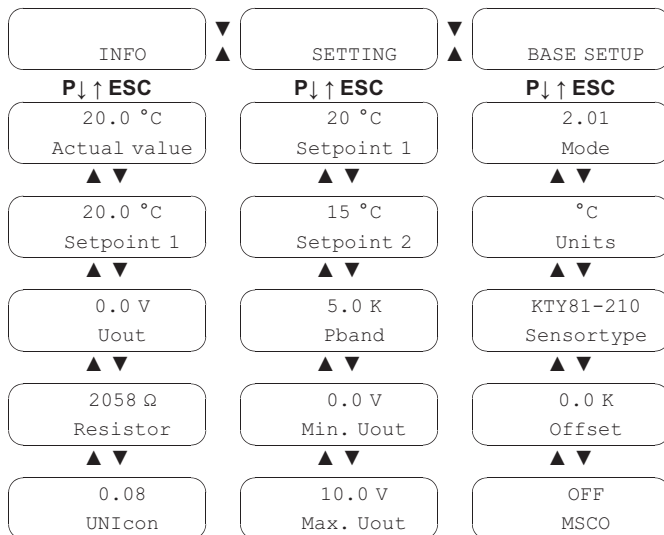 INFO
SETTING
BASE SETUP
P↓ ↑ ESC
P↓ ↑ ESC
P↓ ↑ ESC
20.0 °C
Actual value
20 °C
Setpoint 1
2.01
Mode
20.0 °C
Setpoint 1
15 °C
Setpoint 2
°C
Units
0.0 V
Uout
5.0 K
Pband
KTY81-210
Sensortype
2058 Ω
Resistor
0.0 V
Min. Uout
0.0 K
Offset
0.08
UNIcon
10.0 V
Max. Uout
OFF
MSCO